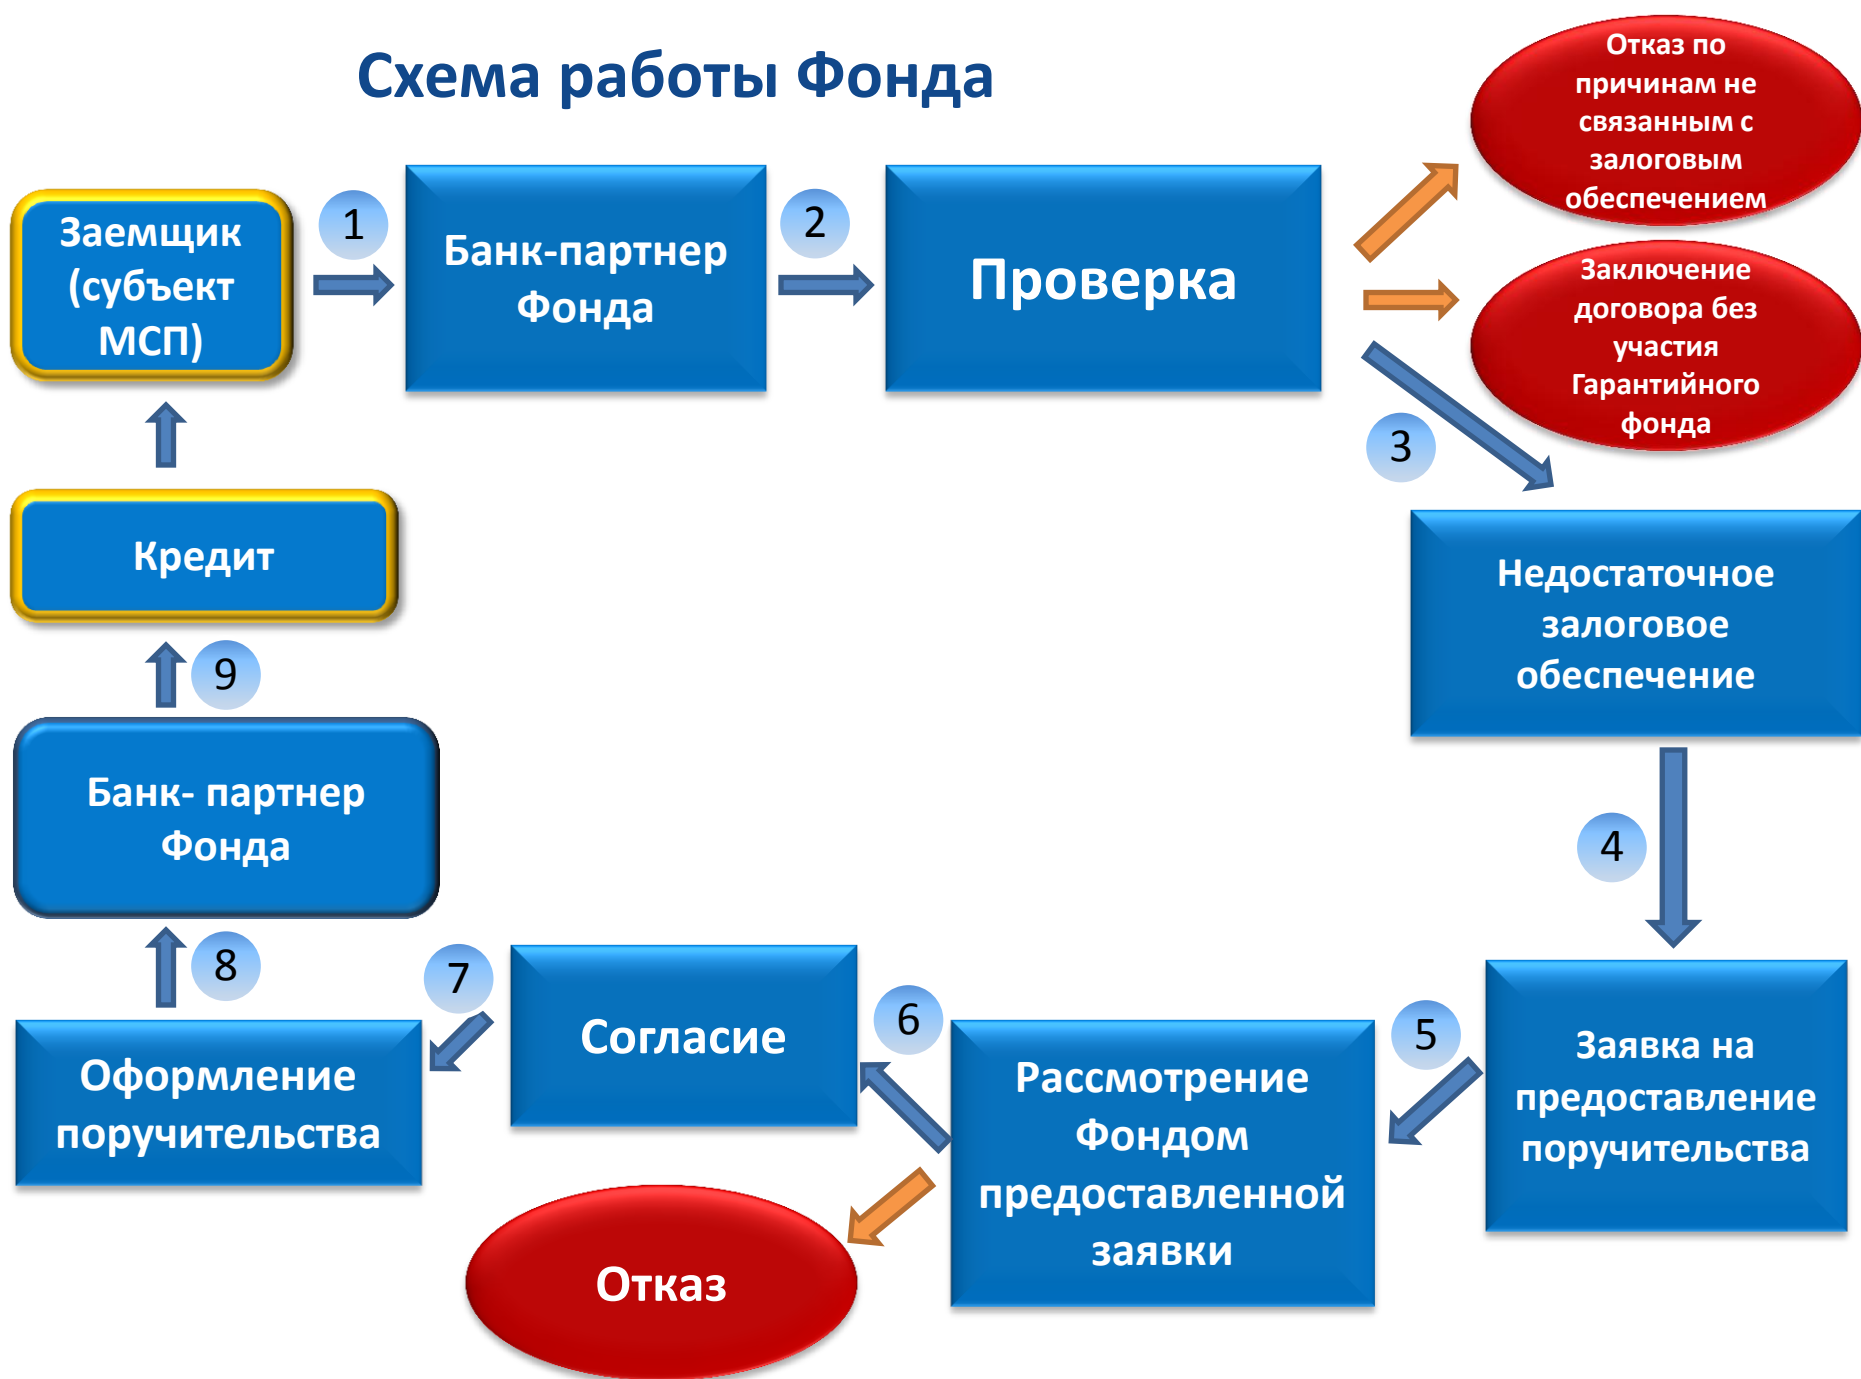 Схема работы Фонда
Заемщик
(субъект
МСП)
1
Банк-партнер
Фонда
2
Проверка
Отказ по
причинам не
связанным с
залоговым
обеспечением
Заключение
договора без
участия
Гарантийного
фонда
3
Недостаточное
залоговое
обеспечение
4
Заявка на
предоставление
поручительства
5
Рассмотрение
Фондом
предоставленной
заявки
6
Согласие
Отказ
7
Оформление
поручительства
8
Банк- партнер
Фонда
9
Кредит